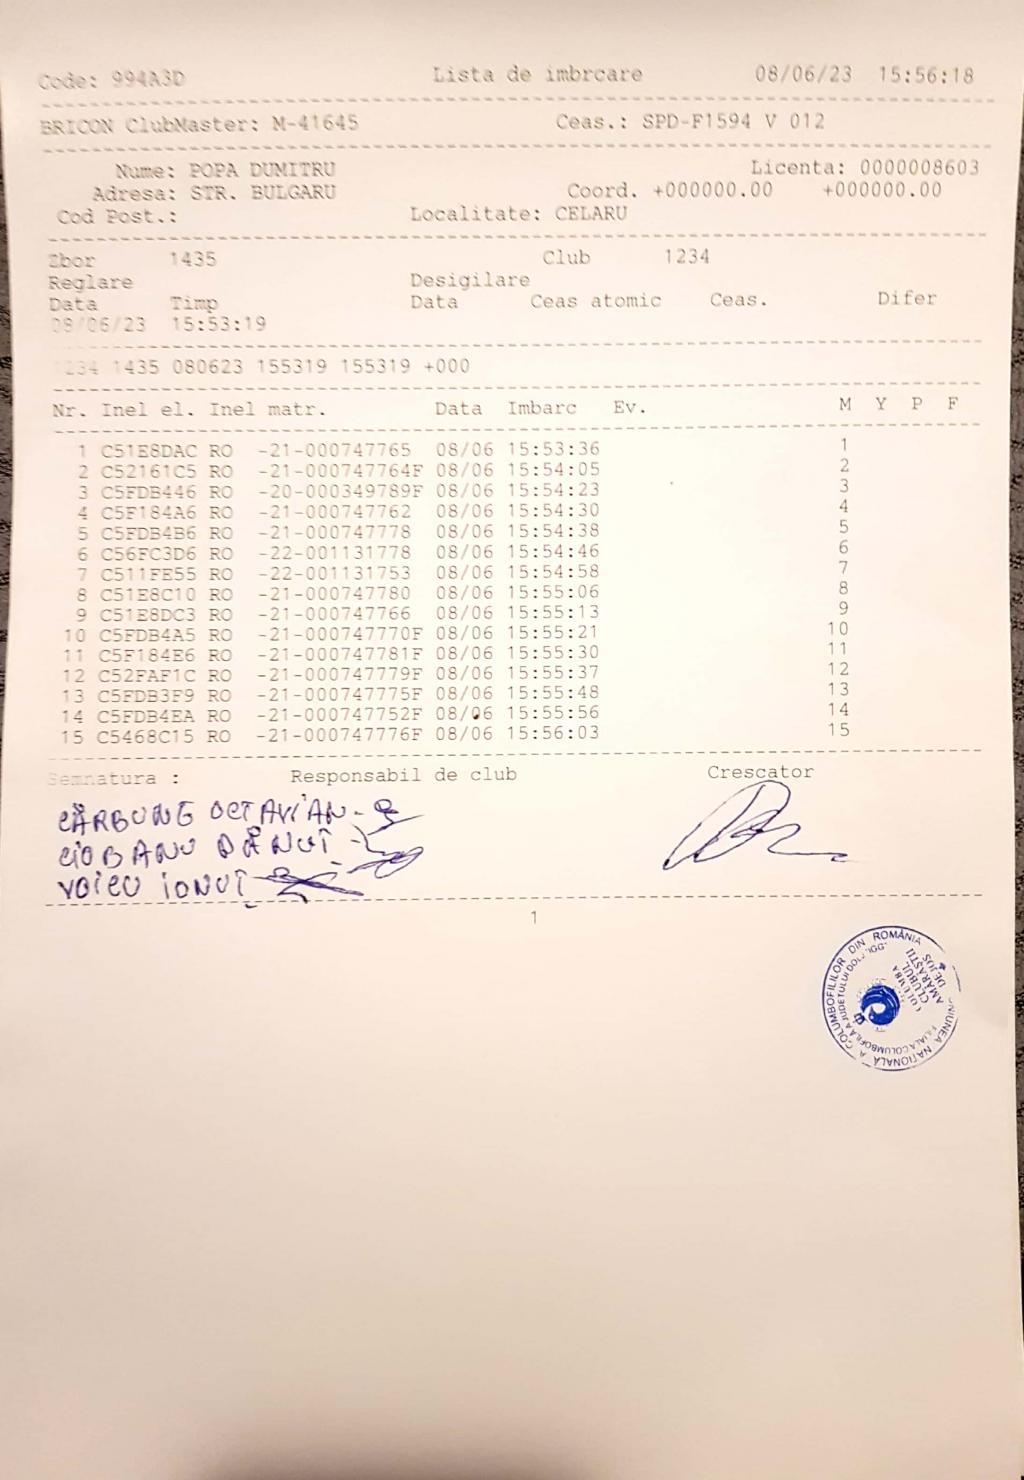 Code: 994A3D Lista de imbrcare 08/06/23 15:56:18
BRICON ClubMaster: M-41645 Ceas.: SPD-F1594 V 012
Nume: POPA DUMITRU Licenta: 0000008603
Adresa: STR. BULGARU Coord. +000000.00 +000000.00
Cod Post.: Localitate: CELARU
Zbor 1435 Club 1234
Reglare Desigilare
Data Timp Data Ceas atomic Ceas. Difer
08/06/23 15:53:19
1234 1435 080623 155319 155319 +000
Nr. Inel el. Inel matr. Data Imbarc Ev. M Y P F
1 C51E8DAC RO -21-000747765 08/06 15:53:36 1
2 C52161C5 RO -21-000747764F 08/06 15:54:05 2
3 C5FDB446 RO -20-000349789F 08/06 15:54:23 3
4 C5F184A6 RO -21-000747762 08/06 15:54:30 4
5 C5FDB4B6 RO -21-000747778 08/06 15:54:38 5
6 C56FC3D6 RO -22-001131778 08/06 15:54:46 6
7 C511FE55 RO -22-001131753 08/06 15:54:58 7
8 C51E8C10 RO -21-000747780 08/06 15:55:06 8
9 C51E8DC3 RO -21-000747766 08/06 15:55:13 9
10 C5FDB4A5 RO -21-000747770F 08/06 15:55:21 10
11 C5F184E6 RO -21-000747781F 08/06 15:55:30 11
12 C52FAF1C RO -21-000747779F 08/06 15:55:37 12
13 C5FDB3F9 RO -21-000747775F 08/06 15:55:48 13
14 C5FDB4EA RO -21-000747752F 08/06 15:55:56 14
15 C5468C15 RO -21-000747776F 08/06 15:56:03 15
Semnatura : Responsabil de club Crescator
CĂRBUNE OCTAVIAN
CIOBANU DĂNUȚ
VOICU IONUȚ
1
UNIUNEA NATIONALĂ A COLUMBOFILILOR DIN ROMÂNIA
COLUMBA
CLUBUL
AMARASTII
DE JOS